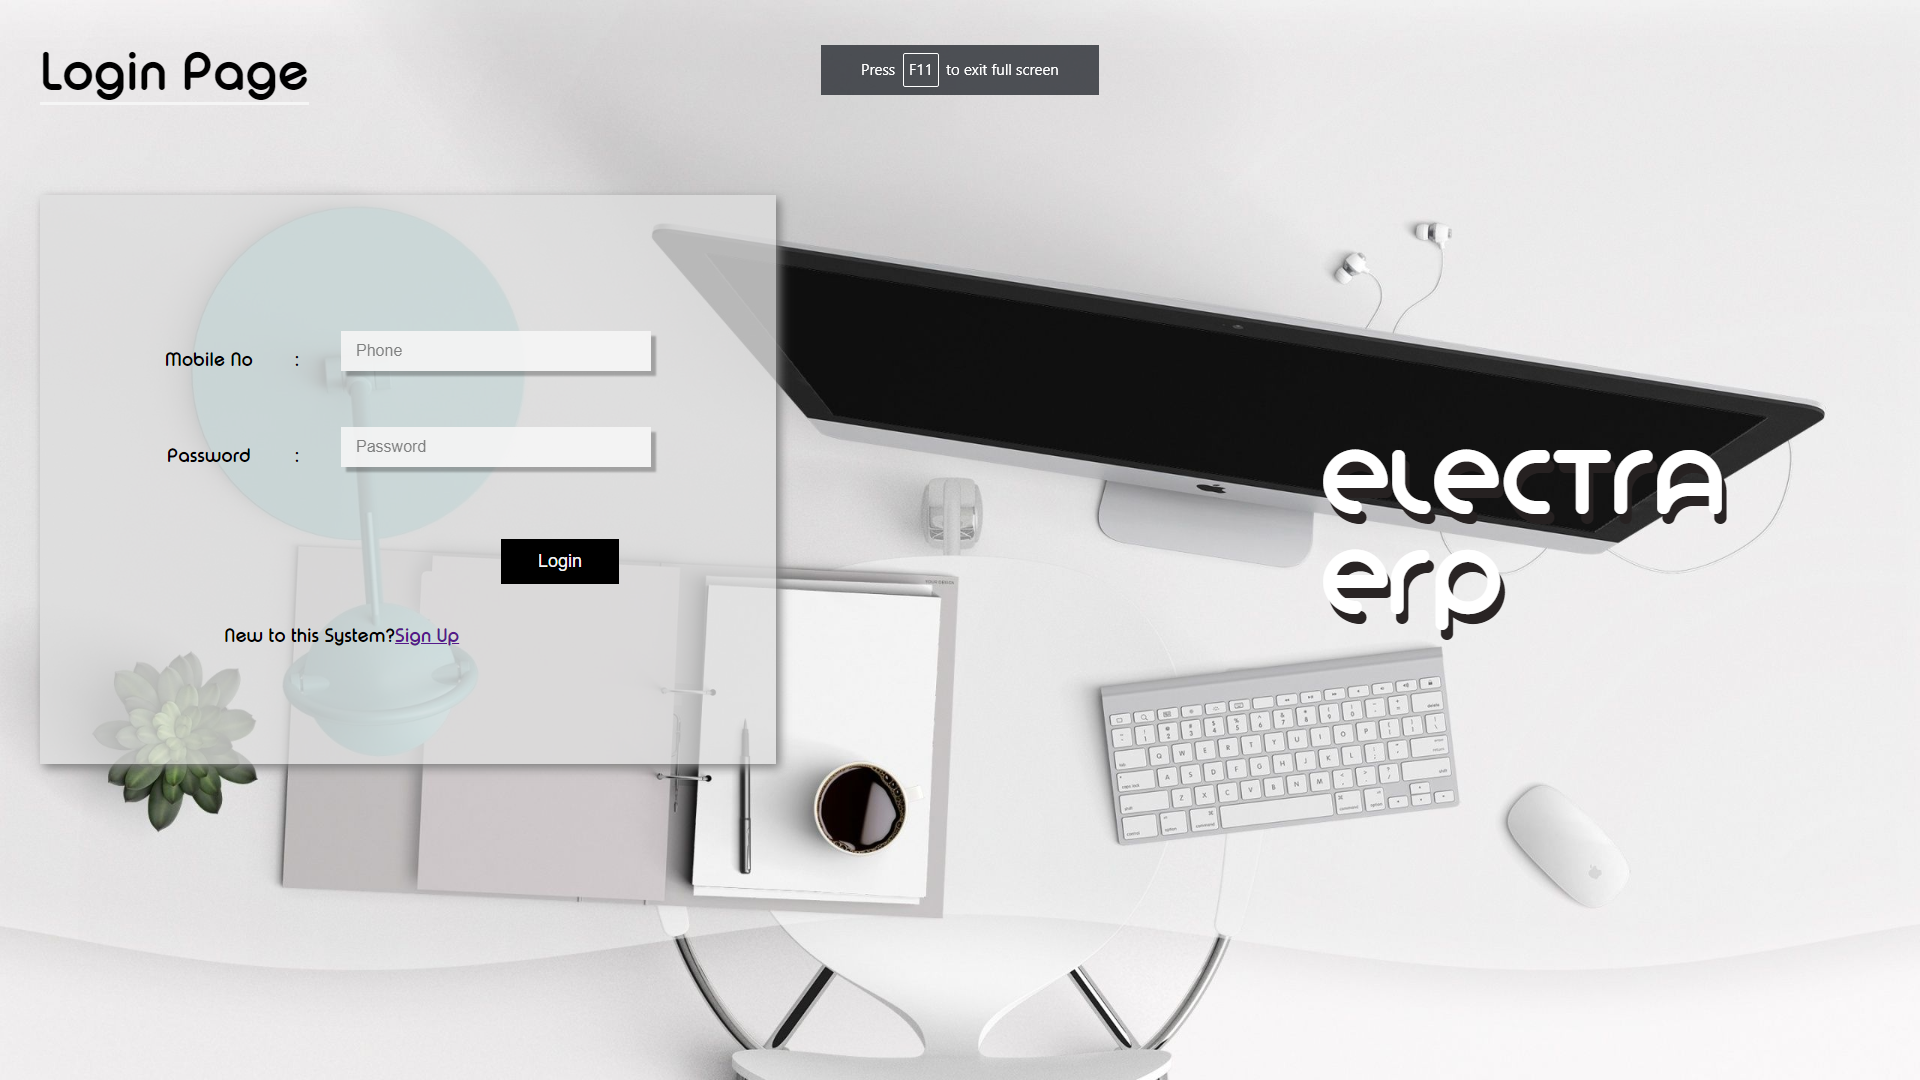 Login Page
Press F11 to exit full screen
Mobile No : Phone
Password : Password
Login
New to this System?Sign Up
electra
erp